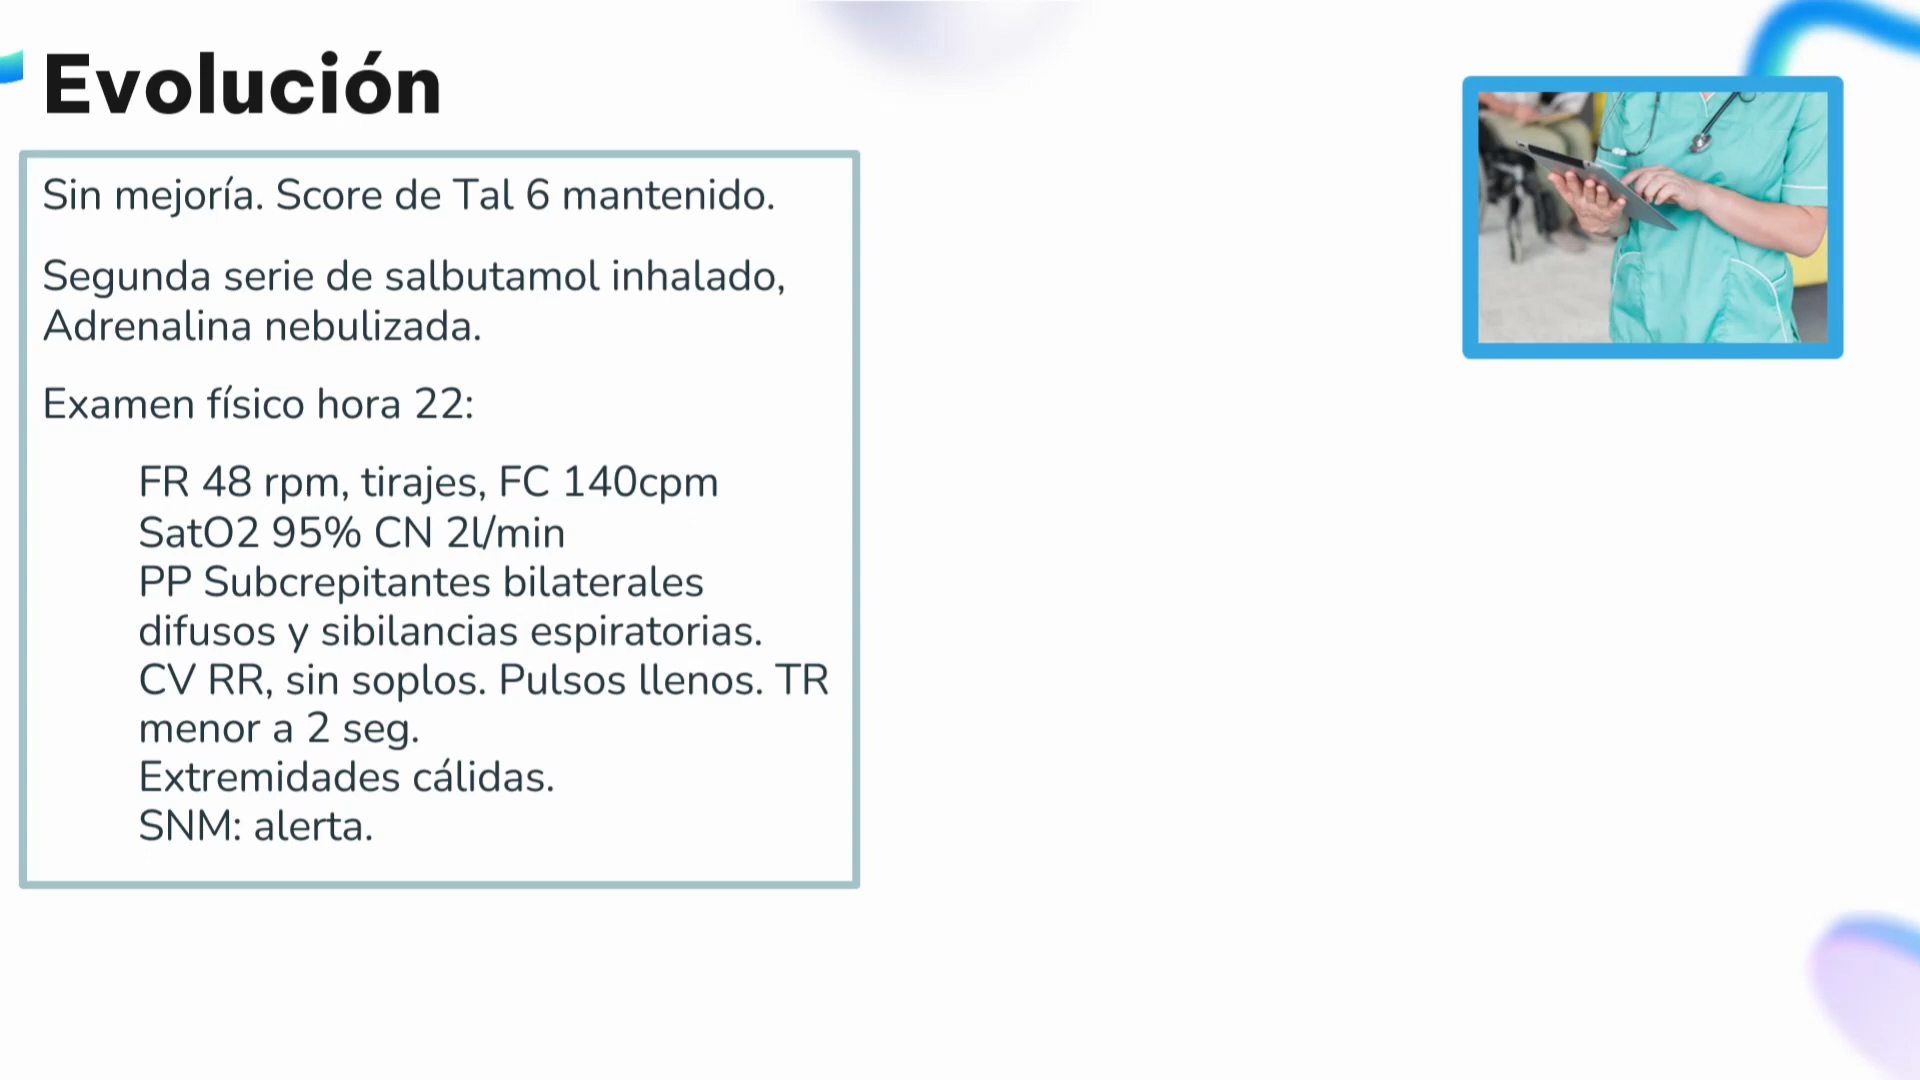 Evolución
Sin mejoría. Score de Tal 6 mantenido.
Segunda serie de salbutamol inhalado,
Adrenalina nebulizada.
Examen físico hora 22:
FR 48 rpm, tirajes, FC 140cpm
SatO2 95% CN 2l/min
PP Subcrepitantes bilaterales
difusos y sibilancias espiratorias.
CV RR, sin soplos. Pulsos llenos. TR
menor a 2 seg.
Extremidades cálidas.
SNM: alerta.